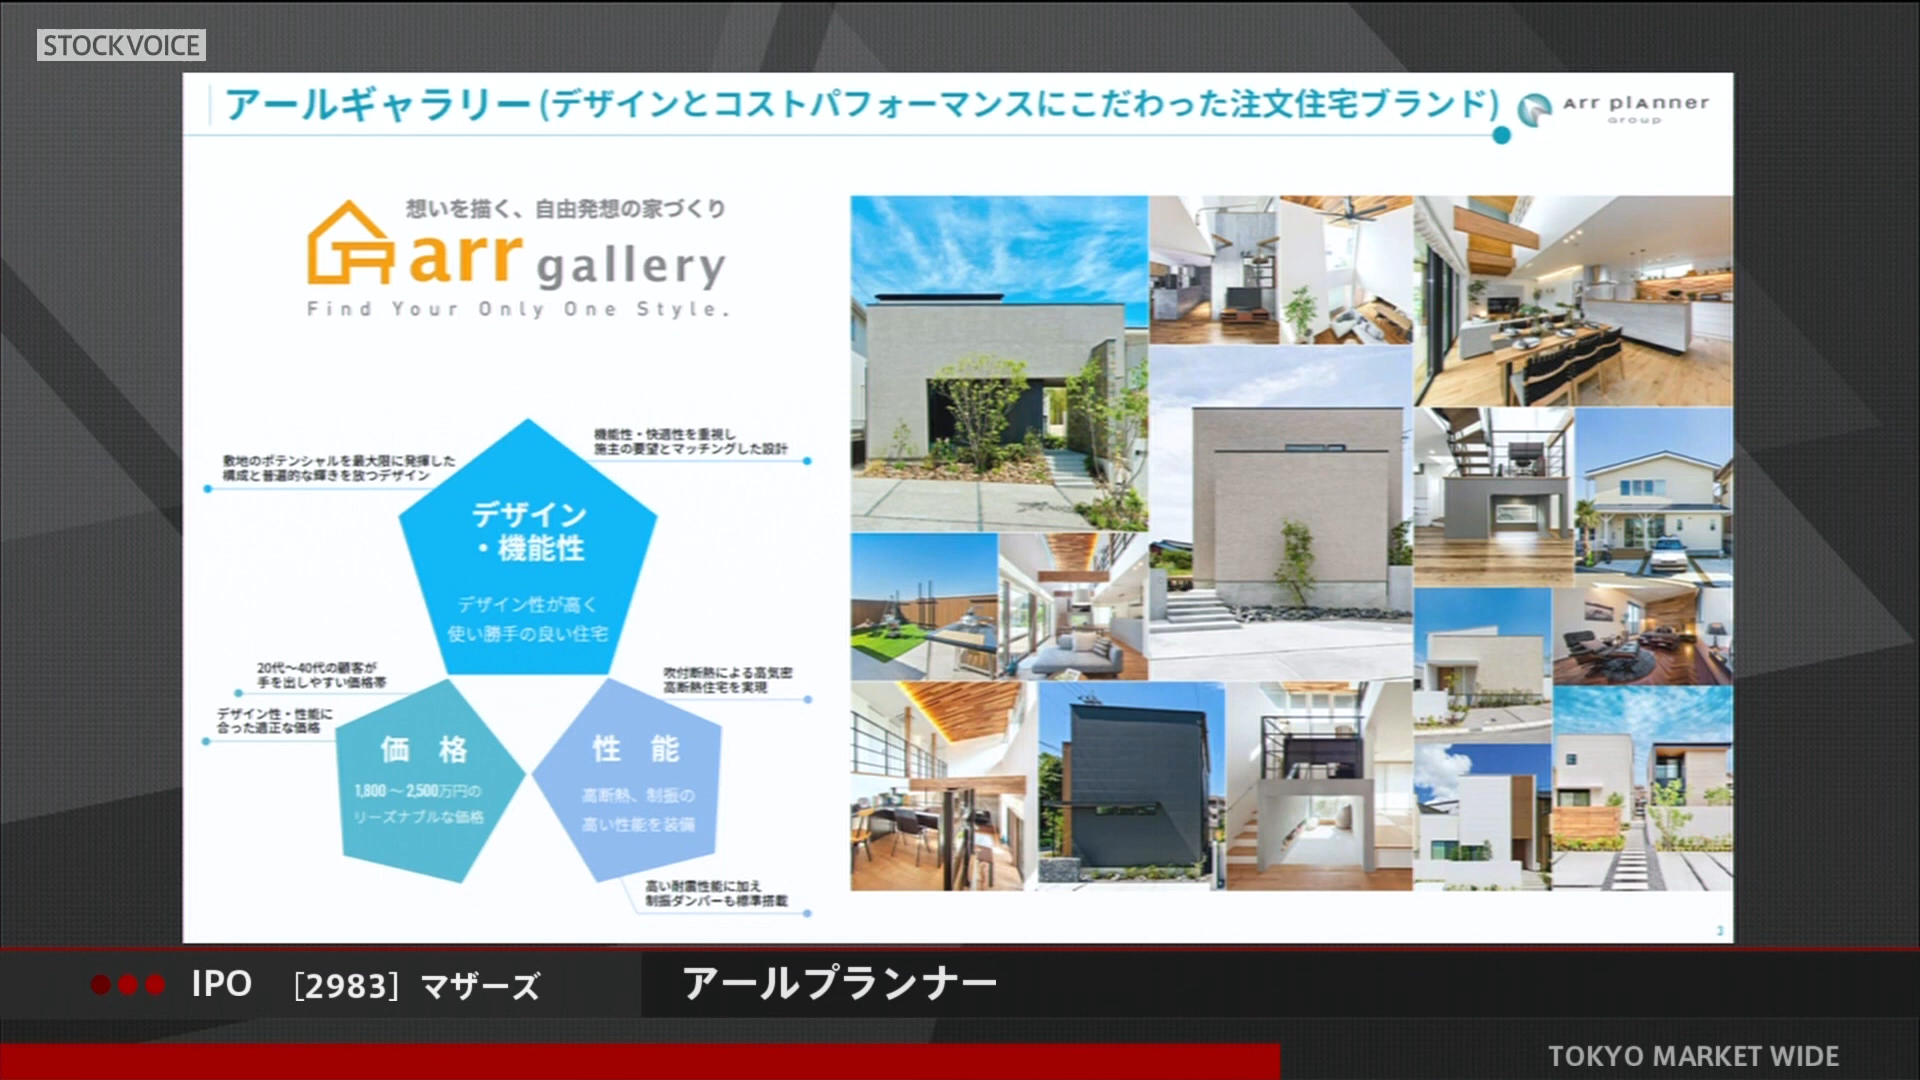 STOCKVOICE
アールギャラリー(デザインとコストパフォーマンスにこだわった注文住宅ブランド)
Arr plAnner
Group
想いを描く、自由発想の家づくり
arr gallery
Find Your Only One Style.
機能性・快適性を重視し
施主の要望とマッチングした設計
敷地のポテンシャルを最大限に発揮した
構成と普遍的な輝きを放つデザイン
デザイン
・機能性
デザイン性が高く
使い勝手の良い住宅
20代～40代の顧客が
手を出しやすい価格帯
吹付断熱による高気密
高断熱住宅を実現
デザイン性・性能に
合った適正な価格
価 格
1,800～2,500万円の
リーズナブルな価格
性 能
高断熱、制振の
高い性能を装備
高い耐震性能に加え
制振ダンパーも標準搭載
3
IPO [2983] マザーズ アールプランナー
TOKYO MARKET WIDE